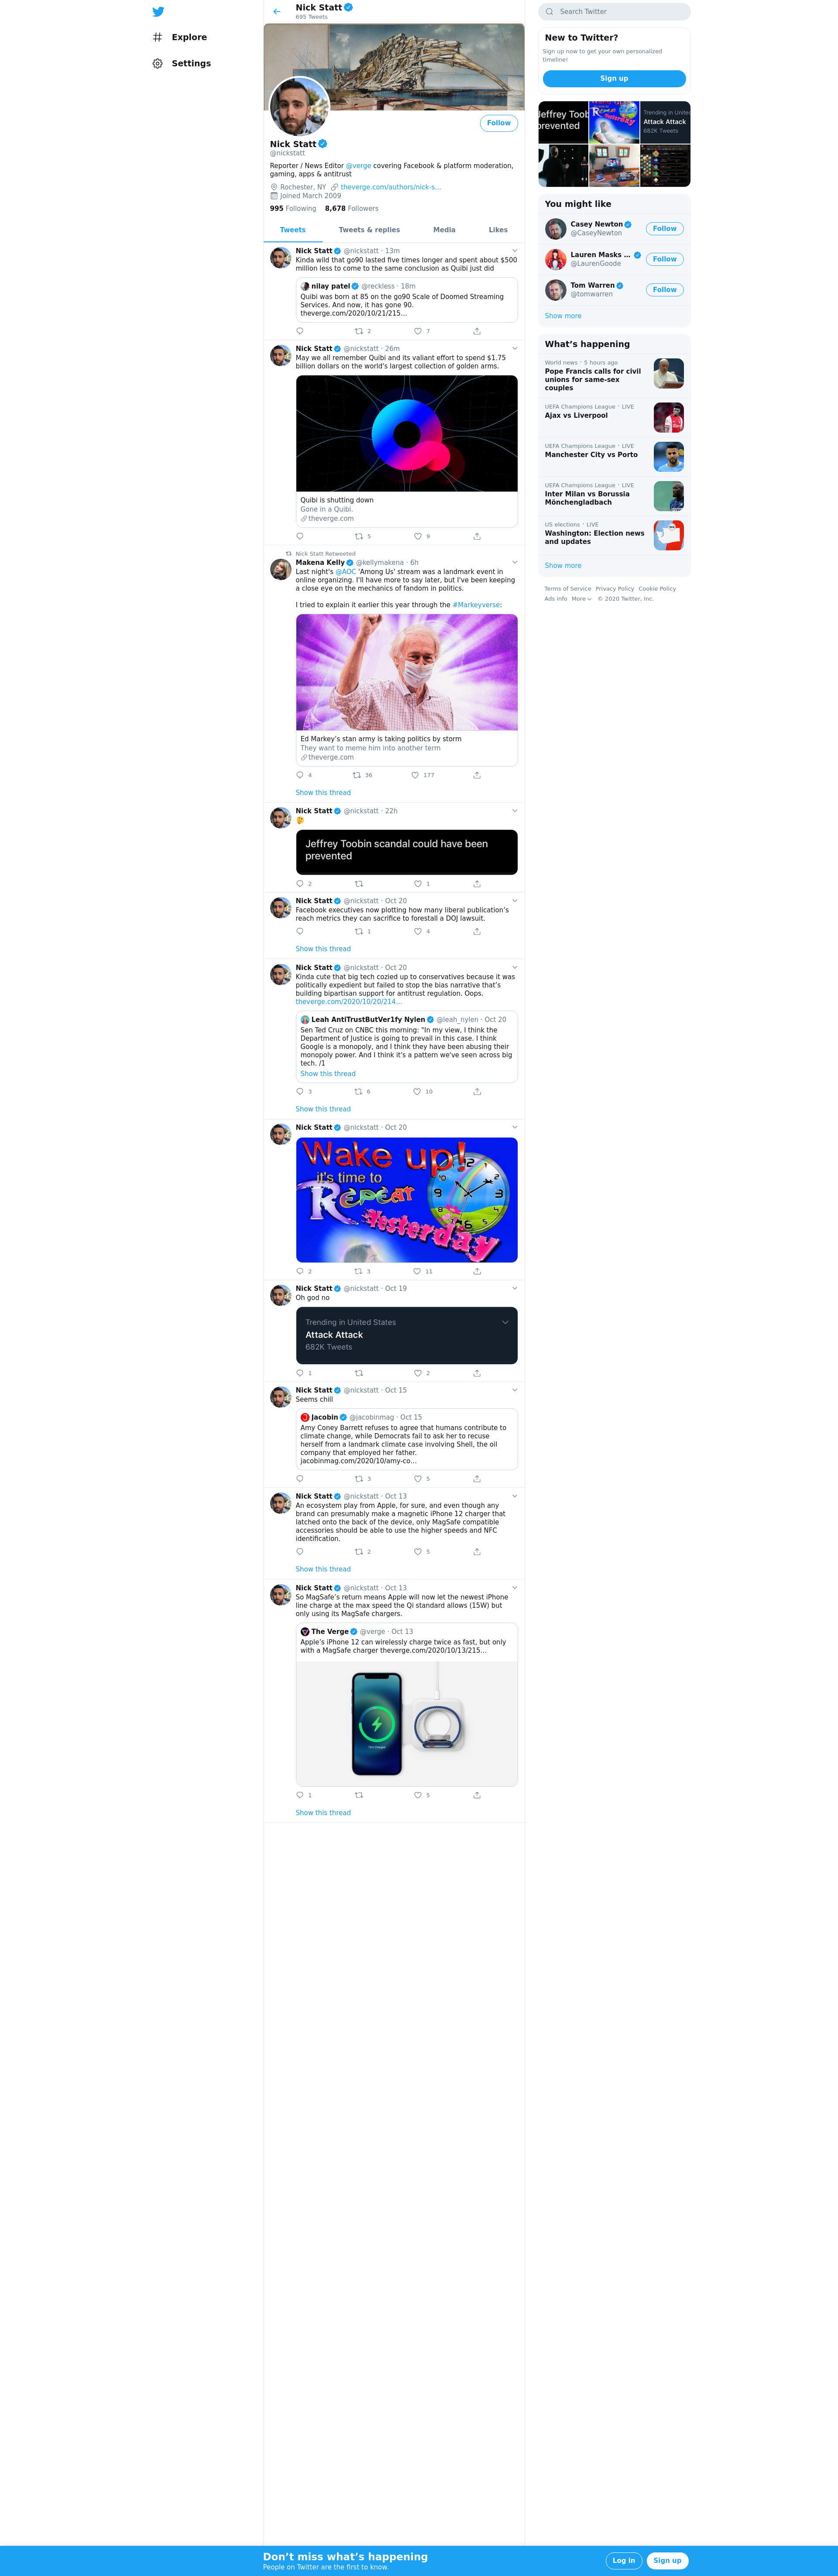 Explore
Settings
Nick Statt
695 Tweets
Follow
Nick Statt
@nickstatt
Reporter / News Editor @verge covering Facebook & platform moderation,
gaming, apps & antitrust
Rochester, NY theverge.com/authors/nick-s…
Joined March 2009
995 Following 8,678 Followers
Tweets Tweets & replies Media Likes
Nick Statt @nickstatt · 13m
Kinda wild that go90 lasted five times longer and spent about $500
million less to come to the same conclusion as Quibi just did
nilay patel @reckless · 18m
Quibi was born at 85 on the go90 Scale of Doomed Streaming
Services. And now, it has gone 90.
theverge.com/2020/10/21/215…
2 7
Nick Statt @nickstatt · 26m
May we all remember Quibi and its valiant effort to spend $1.75
billion dollars on the world's largest collection of golden arms.
Quibi is shutting down
Gone in a Quibi.
theverge.com
5 9
Nick Statt Retweeted
Makena Kelly @kellymakena · 6h
Last night's @AOC 'Among Us' stream was a landmark event in
online organizing. I'll have more to say later, but I've been keeping
a close eye on the mechanics of fandom in politics.
I tried to explain it earlier this year through the #Markeyverse:
Ed Markey's stan army is taking politics by storm
They want to meme him into another term
theverge.com
4 36 177
Show this thread
Nick Statt @nickstatt · 22h
Jeffrey Toobin scandal could have been
prevented
2 1
Nick Statt @nickstatt · Oct 20
Facebook executives now plotting how many liberal publication's
reach metrics they can sacrifice to forestall a DOJ lawsuit.
1 4
Show this thread
Nick Statt @nickstatt · Oct 20
Kinda cute that big tech cozied up to conservatives because it was
politically expedient but failed to stop the bias narrative that's
building bipartisan support for antitrust regulation. Oops.
theverge.com/2020/10/20/214…
Leah AntiTrustButVer1fy Nylen @leah_nylen · Oct 20
Sen Ted Cruz on CNBC this morning: "In my view, I think the
Department of Justice is going to prevail in this case. I think
Google is a monopoly, and I think they have been abusing their
monopoly power. And I think it's a pattern we've seen across big
tech. /1
Show this thread
3 6 10
Show this thread
Nick Statt @nickstatt · Oct 20
Wake up!
it's time to
REPEAT
Yesterday
2 3 11
Nick Statt @nickstatt · Oct 19
Oh god no
Trending in United States
Attack Attack
682K Tweets
1 2
Nick Statt @nickstatt · Oct 15
Seems chill
Jacobin @jacobinmag · Oct 15
Amy Coney Barrett refuses to agree that humans contribute to
climate change, while Democrats fail to ask her to recuse
herself from a landmark climate case involving Shell, the oil
company that employed her father.
jacobinmag.com/2020/10/amy-co…
3 5
Nick Statt @nickstatt · Oct 13
An ecosystem play from Apple, for sure, and even though any
brand can presumably make a magnetic iPhone 12 charger that
latched onto the back of the device, only MagSafe compatible
accessories should be able to use the higher speeds and NFC
identification.
2 5
Show this thread
Nick Statt @nickstatt · Oct 13
So MagSafe's return means Apple will now let the newest iPhone
line charge at the max speed the Qi standard allows (15W) but
only using its MagSafe chargers.
The Verge @verge · Oct 13
Apple's iPhone 12 can wirelessly charge twice as fast, but only
with a MagSafe charger theverge.com/2020/10/13/215…
1 5
Show this thread
Search Twitter
New to Twitter?
Sign up now to get your own personalized
timeline!
Sign up
Jeffrey Toob
prevented
Yesterday
Trending in United
Attack Attack
682K Tweets
You might like
Casey Newton
@CaseyNewton
Follow
Lauren Masks …
@LaurenGoode
Follow
Tom Warren
@tomwarren
Follow
Show more
What's happening
World news · 5 hours ago
Pope Francis calls for civil
unions for same-sex
couples
UEFA Champions League · LIVE
Ajax vs Liverpool
UEFA Champions League · LIVE
Manchester City vs Porto
UEFA Champions League · LIVE
Inter Milan vs Borussia
Mönchengladbach
US elections · LIVE
Washington: Election news
and updates
Show more
Terms of Service Privacy Policy Cookie Policy
Ads info More © 2020 Twitter, Inc.
Don't miss what's happening
People on Twitter are the first to know.
Log in
Sign up